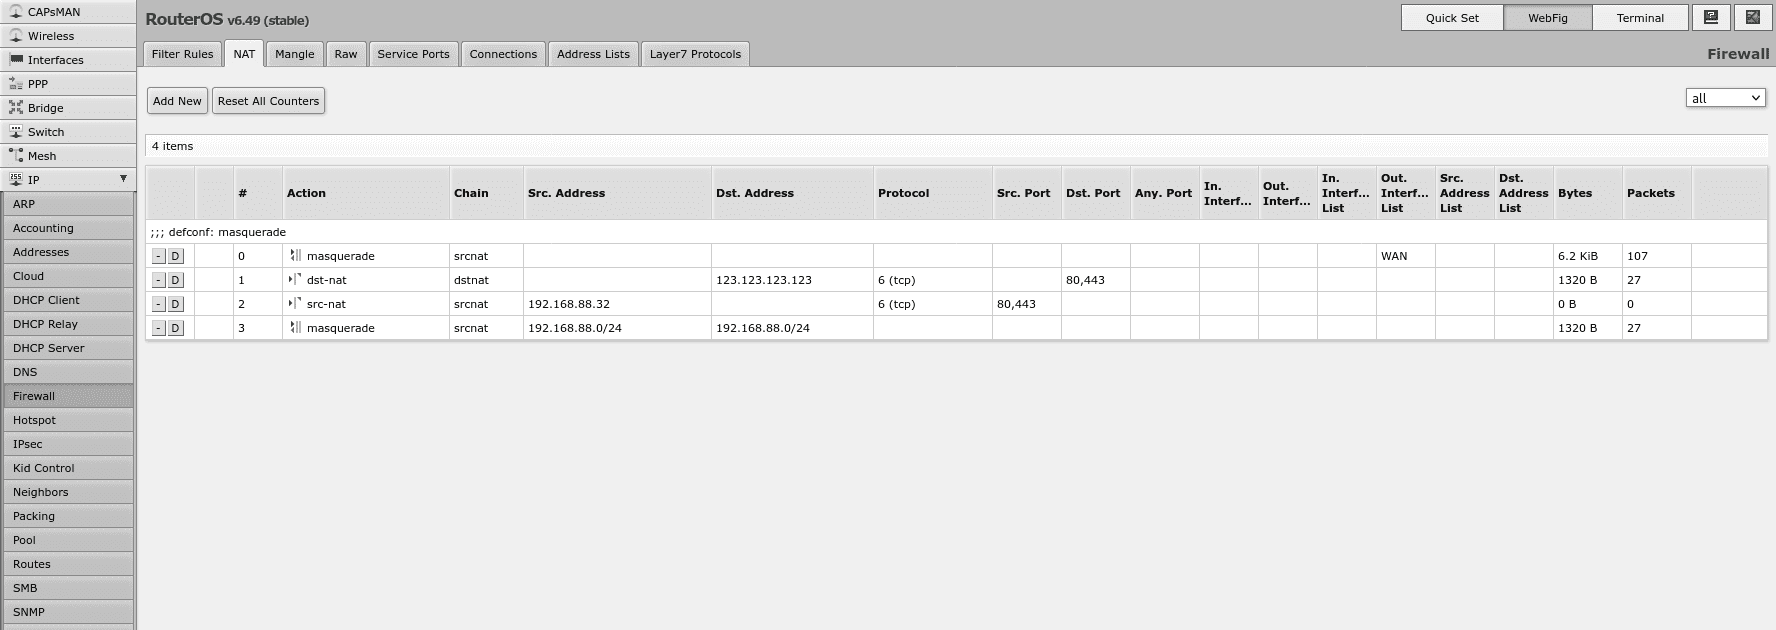 CAPsMAN
Wireless
Interfaces
PPP
Bridge
Switch
Mesh
IP ▼
ARP
Accounting
Addresses
Cloud
DHCP Client
DHCP Relay
DHCP Server
DNS
Firewall
Hotspot
IPsec
Kid Control
Neighbors
Packing
Pool
Routes
SMB
SNMP
RouterOS v6.49 (stable)
Quick Set WebFig Terminal
Filter Rules NAT Mangle Raw Service Ports Connections Address Lists Layer7 Protocols
Firewall
Add New Reset All Counters
all
4 items
# Action Chain Src. Address Dst. Address Protocol Src. Port Dst. Port Any. Port In. Interf... Out. Interf... In. Interf... List Out. Interf... List Src. Address List Dst. Address List Bytes Packets
;;; defconf: masquerade
- D 0 masquerade srcnat WAN 6.2 KiB 107
- D 1 dst-nat dstnat 123.123.123.123 6 (tcp) 80,443 1320 B 27
- D 2 src-nat srcnat 192.168.88.32 6 (tcp) 80,443 0 B 0
- D 3 masquerade srcnat 192.168.88.0/24 192.168.88.0/24 1320 B 27